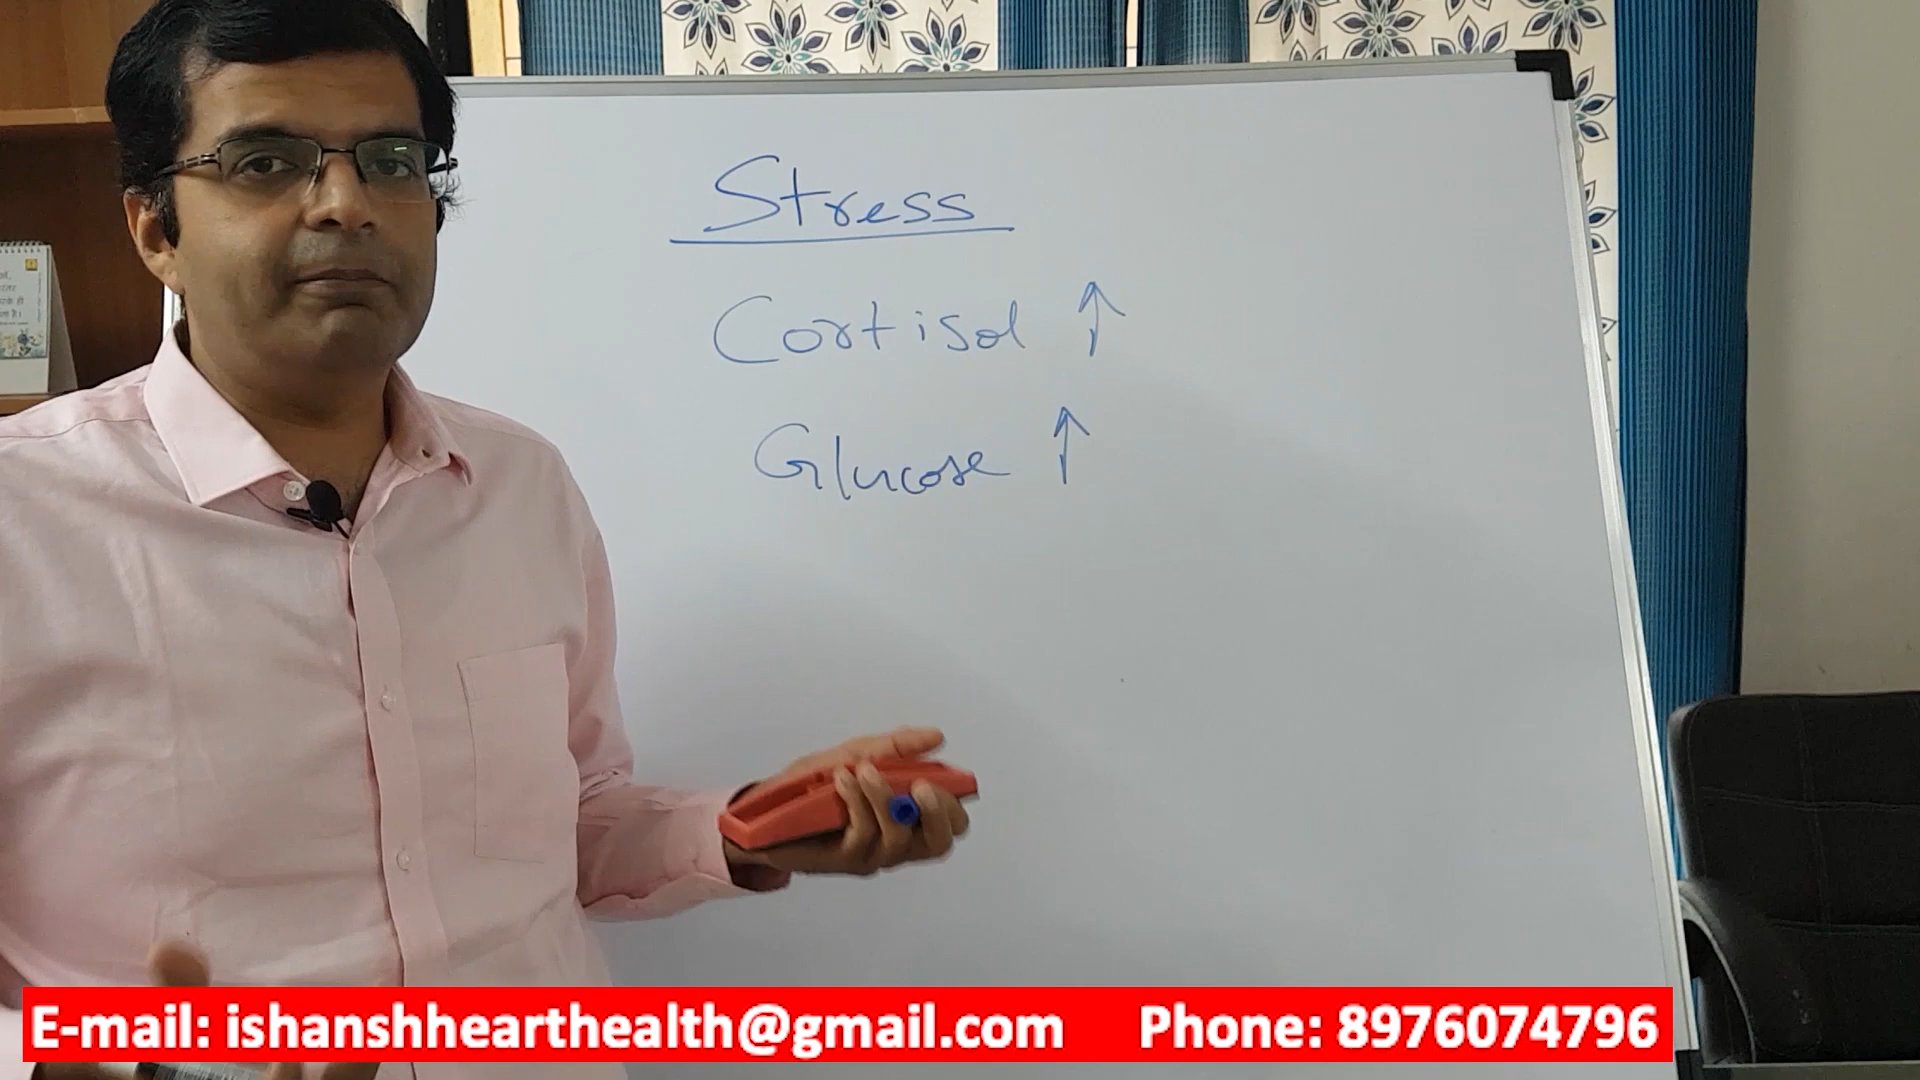 Stress
Cortisol ↑
Glucose ↑
E-mail: ishanshhearthealth@gmail.com Phone: 8976074796